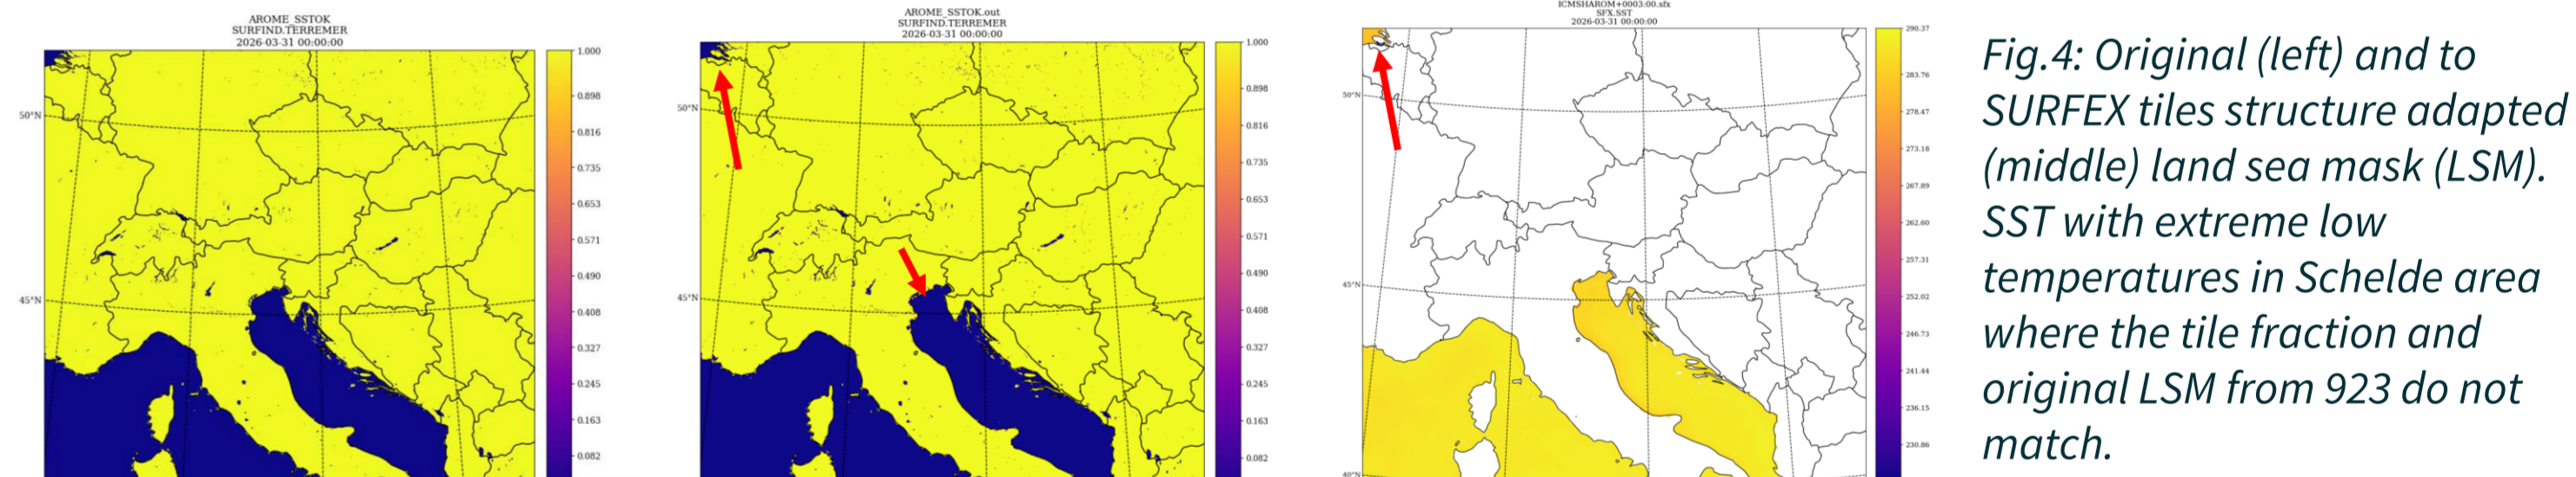 AROME_SSTOK
SURFIND.TERREMER
2026-03-31 00:00:00
50°N
45°N
1.000
0.898
0.816
0.735
0.653
0.571
0.490
0.408
0.327
0.245
0.163
0.082
AROME_SSTOK.out
SURFIND.TERREMER
2026-03-31 00:00:00
50°N
45°N
1.000
0.898
0.816
0.735
0.653
0.571
0.490
0.408
0.327
0.245
0.163
0.082
ICMSHAROM+0003:00.sfx
SFX.SST
2026-03-31 00:00:00
50°N
45°N
40°N
290.37
283.76
278.47
273.18
267.89
262.60
257.31
252.02
246.73
241.44
236.15
230.86
Fig.4: Original (left) and to
SURFEX tiles structure adapted
(middle) land sea mask (LSM).
SST with extreme low
temperatures in Schelde area
where the tile fraction and
original LSM from 923 do not
match.